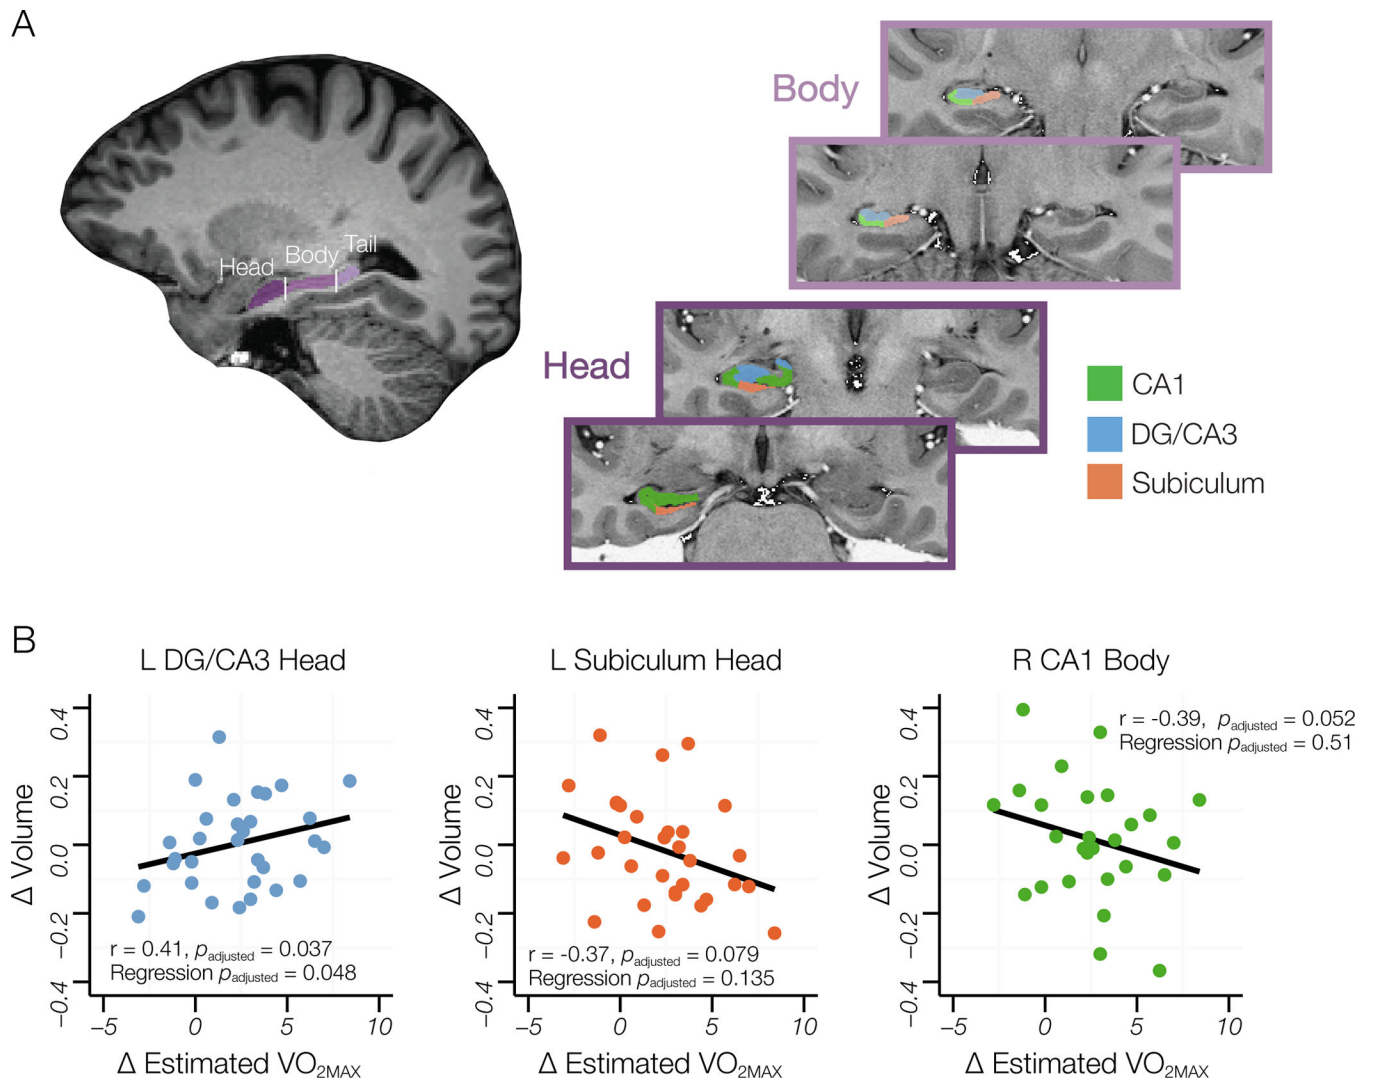 A
Head
Body
Tail
Body
Head
CA1
DG/CA3
Subiculum
B
L DG/CA3 Head
0.4
0.2
0.0
−0.2
−0.4
Δ Volume
r = 0.41, padjusted = 0.037
Regression padjusted = 0.048
−5 0 5 10
Δ Estimated VO2MAX
L Subiculum Head
0.4
0.2
0.0
−0.2
−0.4
Δ Volume
r = -0.37, padjusted = 0.079
Regression padjusted = 0.135
−5 0 5 10
Δ Estimated VO2MAX
R CA1 Body
0.4
0.2
0.0
−0.2
−0.4
Δ Volume
r = -0.39, padjusted = 0.052
Regression padjusted = 0.51
−5 0 5 10
Δ Estimated VO2MAX